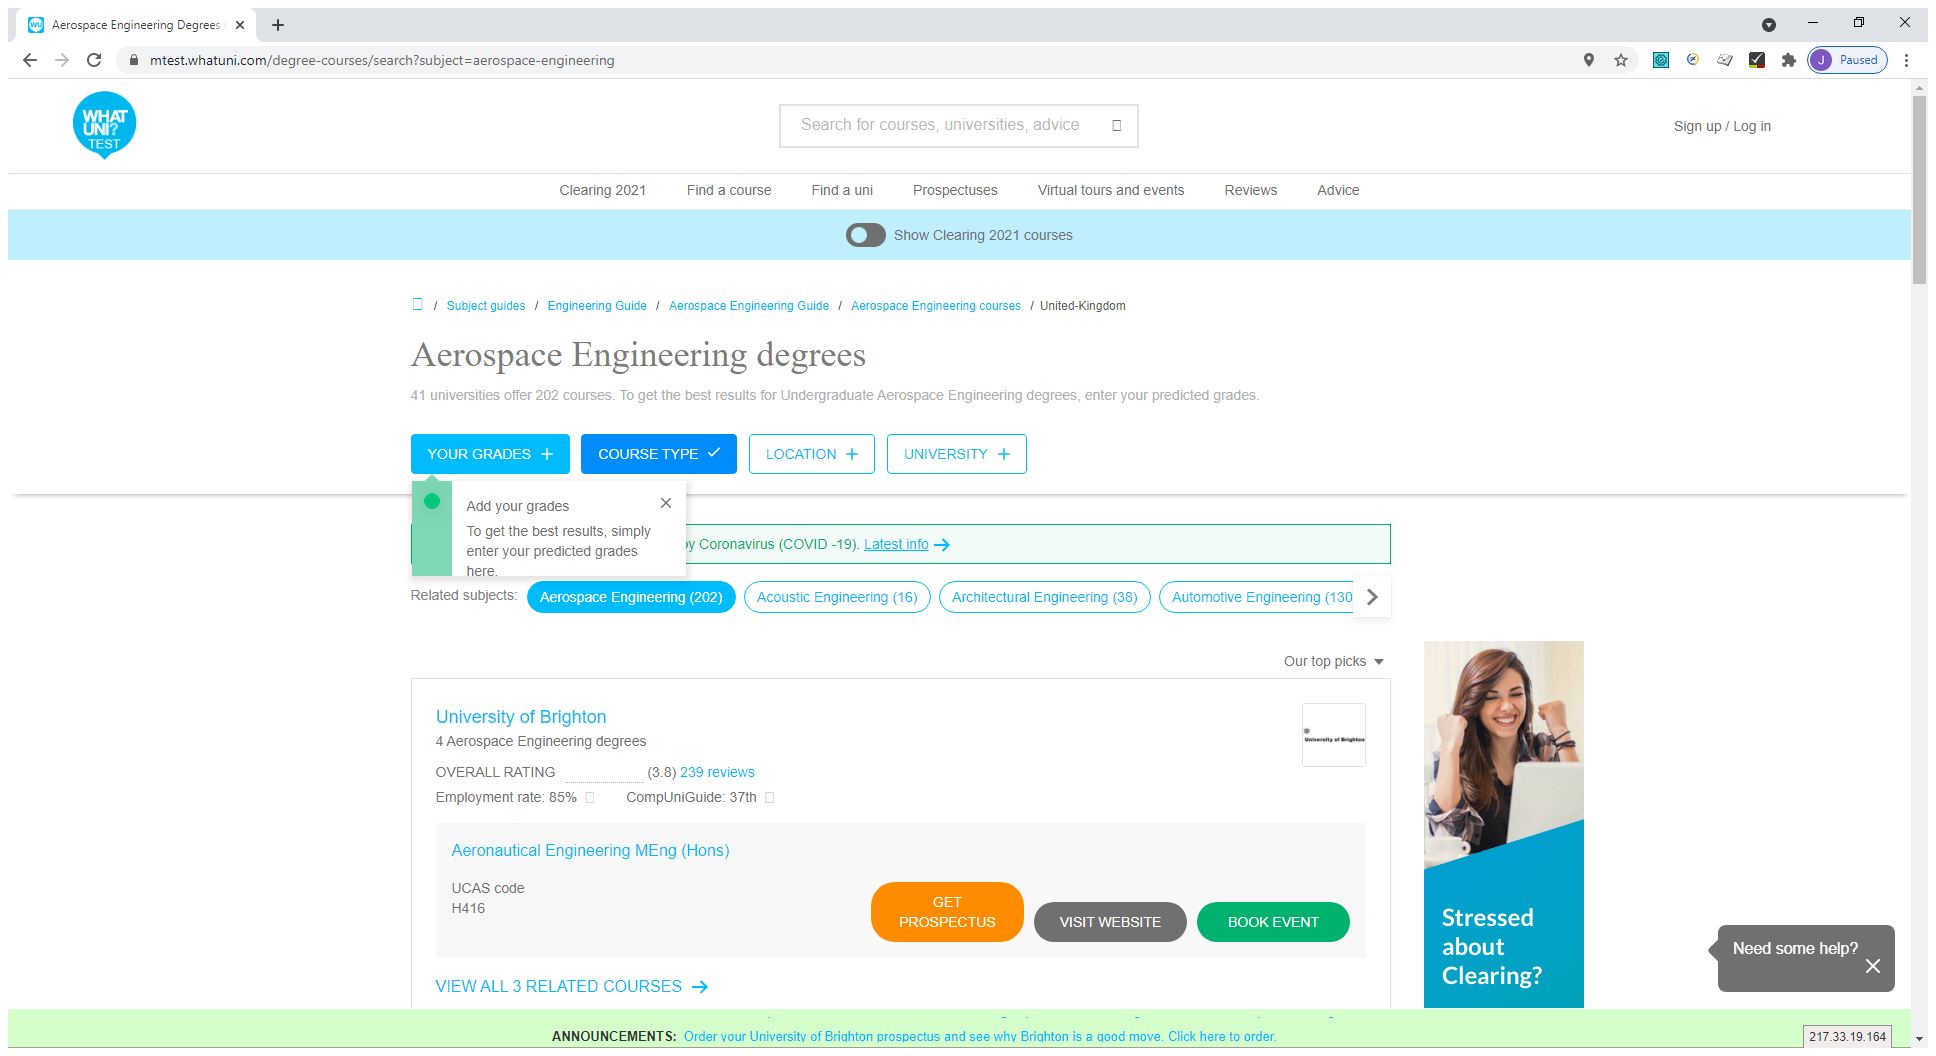 Aerospace Engineering Degrees
mtest.whatuni.com/degree-courses/search?subject=aerospace-engineering
J Paused
WHAT
UNI?
TEST
Search for courses, universities, advice
Sign up / Log in
Clearing 2021 Find a course Find a uni Prospectuses Virtual tours and events Reviews Advice
Show Clearing 2021 courses
/ Subject guides / Engineering Guide / Aerospace Engineering Guide / Aerospace Engineering courses / United-Kingdom
Aerospace Engineering degrees
41 universities offer 202 courses. To get the best results for Undergraduate Aerospace Engineering degrees, enter your predicted grades.
YOUR GRADES + COURSE TYPE LOCATION + UNIVERSITY +
Add your grades
To get the best results, simply
enter your predicted grades
here.
by Coronavirus (COVID -19). Latest info
Related subjects: Aerospace Engineering (202) Acoustic Engineering (16) Architectural Engineering (38) Automotive Engineering (130
Our top picks
University of Brighton
4 Aerospace Engineering degrees
OVERALL RATING (3.8) 239 reviews
Employment rate: 85% CompUniGuide: 37th
University of Brighton
Aeronautical Engineering MEng (Hons)
UCAS code
H416
GET
PROSPECTUS
VISIT WEBSITE
BOOK EVENT
VIEW ALL 3 RELATED COURSES
Stressed
about
Clearing?
Need some help?
ANNOUNCEMENTS: Order your University of Brighton prospectus and see why Brighton is a good move. Click here to order.
217.33.19.164